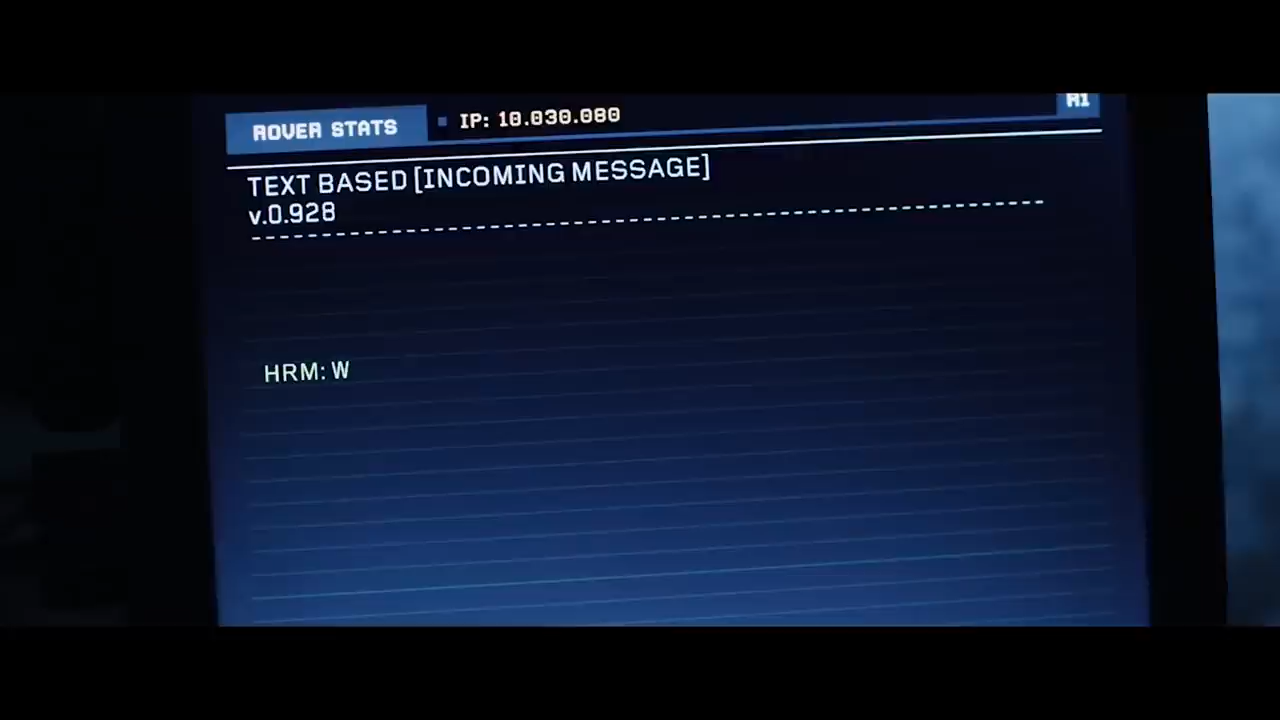 ROVER STATS
IP: 10.030.080
A1
TEXT BASED [INCOMING MESSAGE]
v.0.928
HRM: W